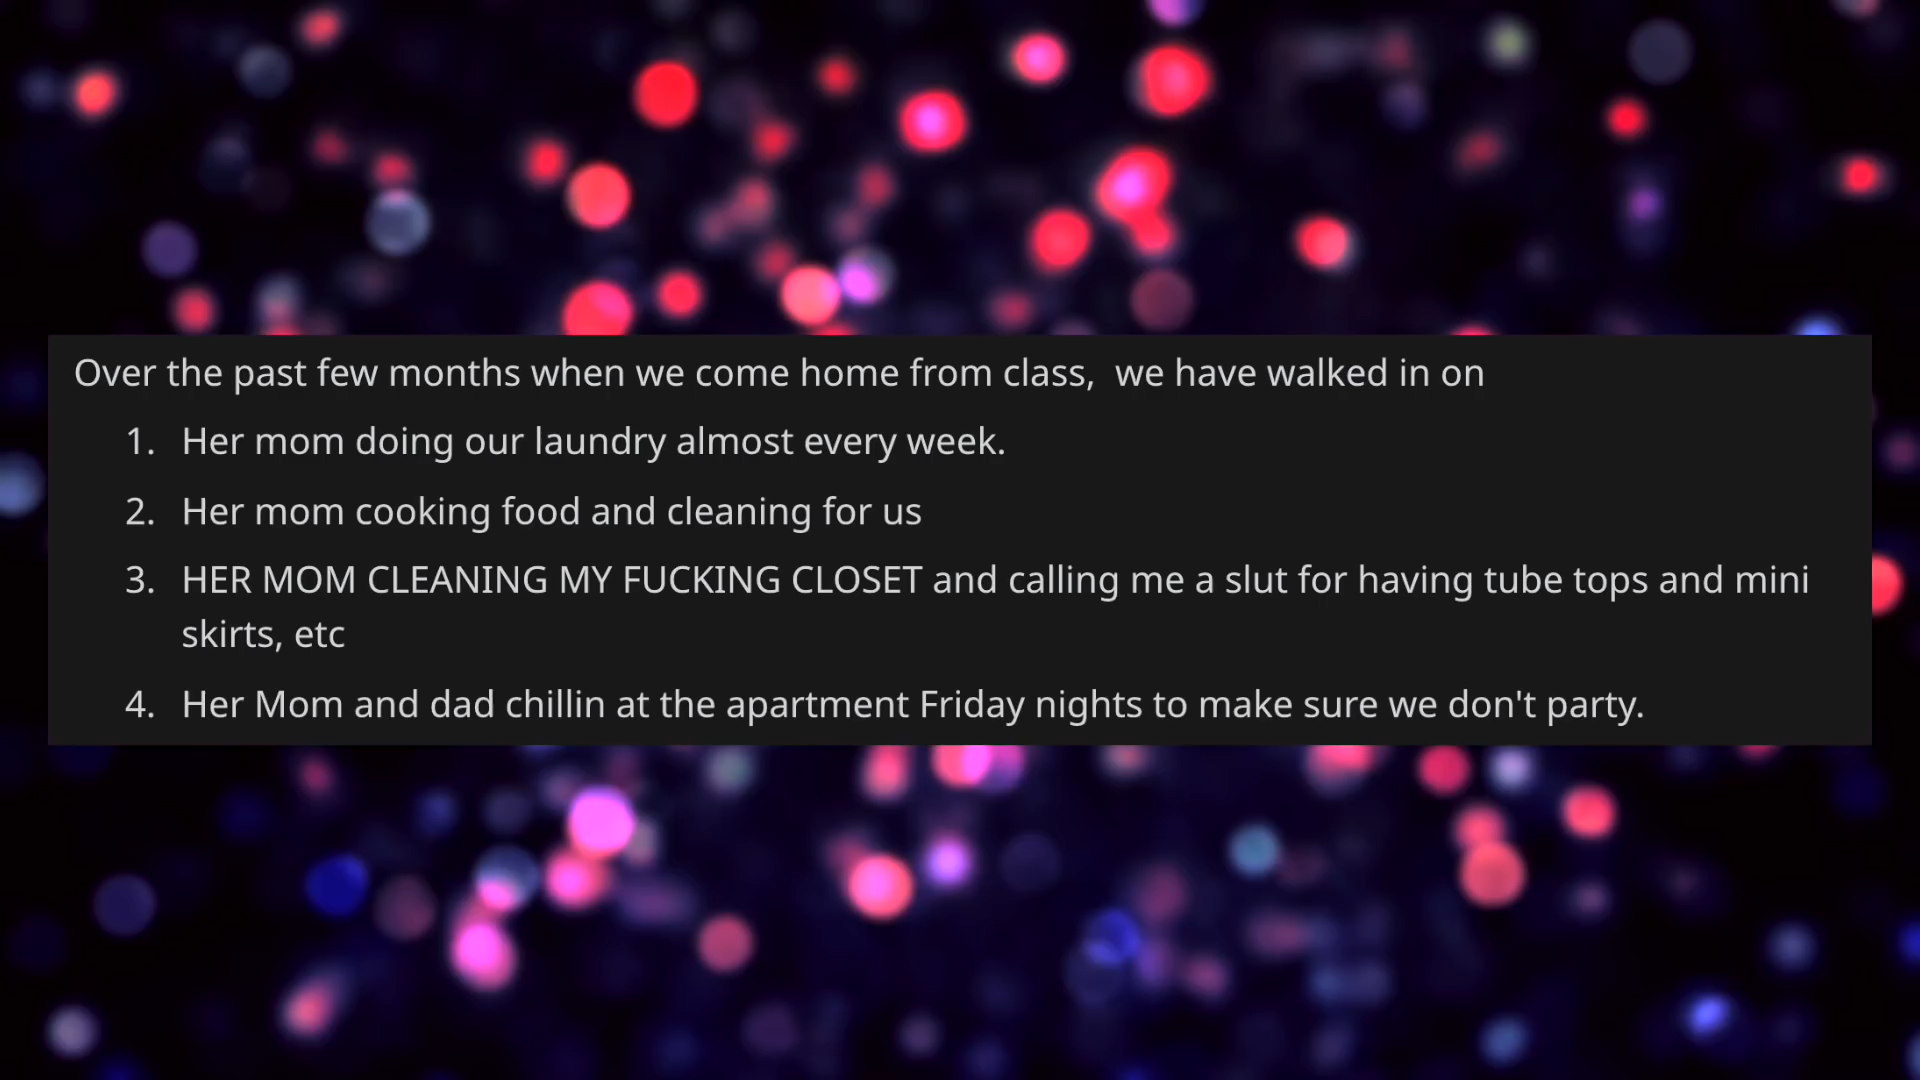 Over the past few months when we come home from class,  we have walked in on
1. Her mom doing our laundry almost every week.
2. Her mom cooking food and cleaning for us
3. HER MOM CLEANING MY FUCKING CLOSET and calling me a slut for having tube tops and mini
skirts, etc
4. Her Mom and dad chillin at the apartment Friday nights to make sure we don't party.